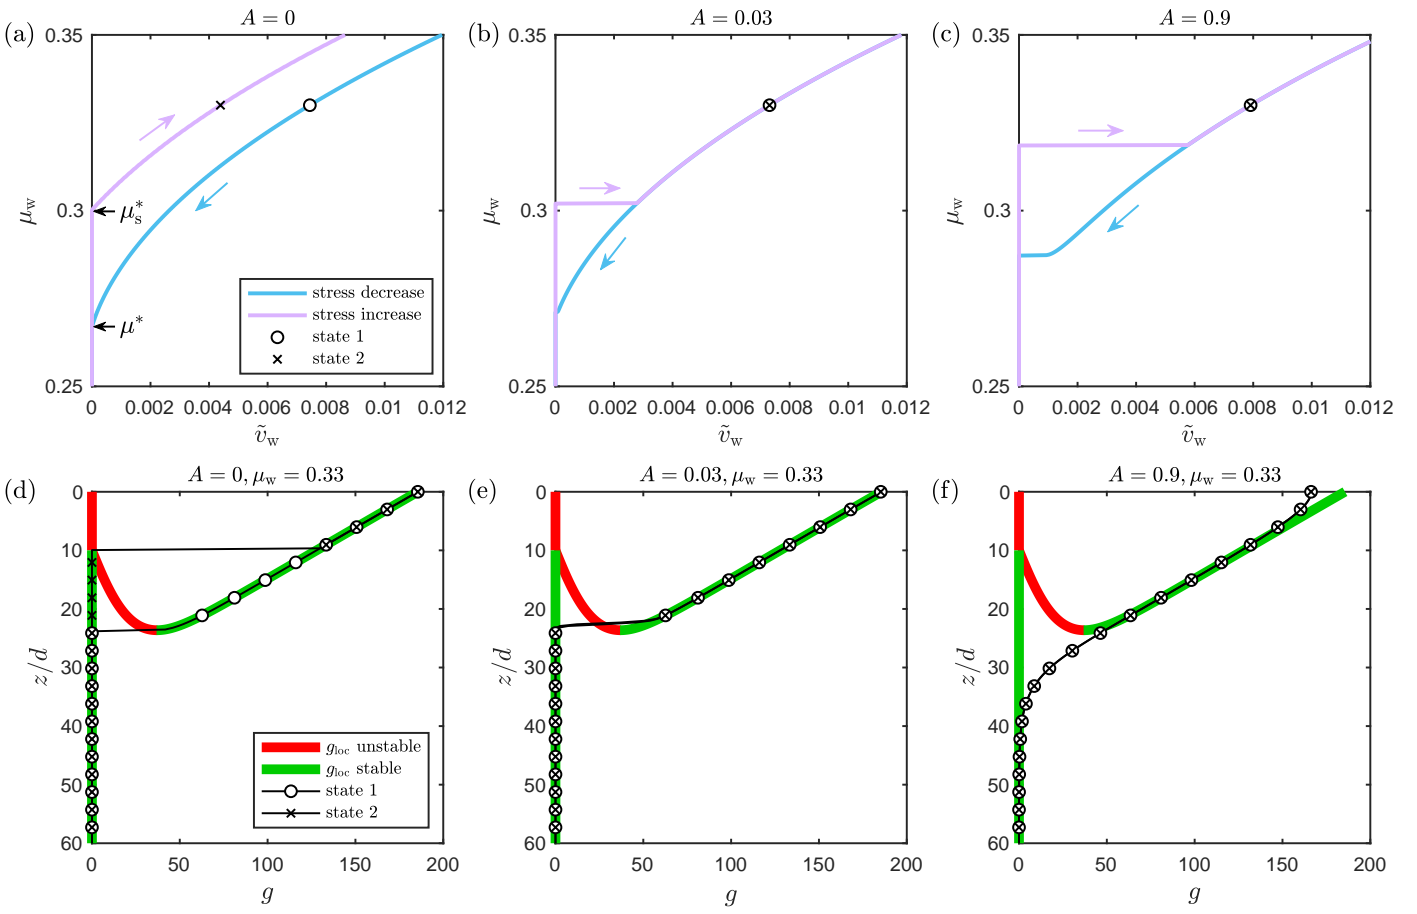 (a)
A = 0
0.35
0.3
0.25
μw
μs*
μ*
stress decrease
stress increase
state 1
state 2
0 0.002 0.004 0.006 0.008 0.01 0.012
ṽw
(b)
A = 0.03
0.35
0.3
0.25
μw
0 0.002 0.004 0.006 0.008 0.01 0.012
ṽw
(c)
A = 0.9
0.35
0.3
0.25
μw
0 0.002 0.004 0.006 0.008 0.01 0.012
ṽw
(d)
A = 0, μw = 0.33
0
10
20
30
40
50
60
z/d
gloc unstable
gloc stable
state 1
state 2
0 50 100 150 200
g
(e)
A = 0.03, μw = 0.33
0
10
20
30
40
50
60
z/d
0 50 100 150 200
g
(f)
A = 0.9, μw = 0.33
0
10
20
30
40
50
60
z/d
0 50 100 150 200
g